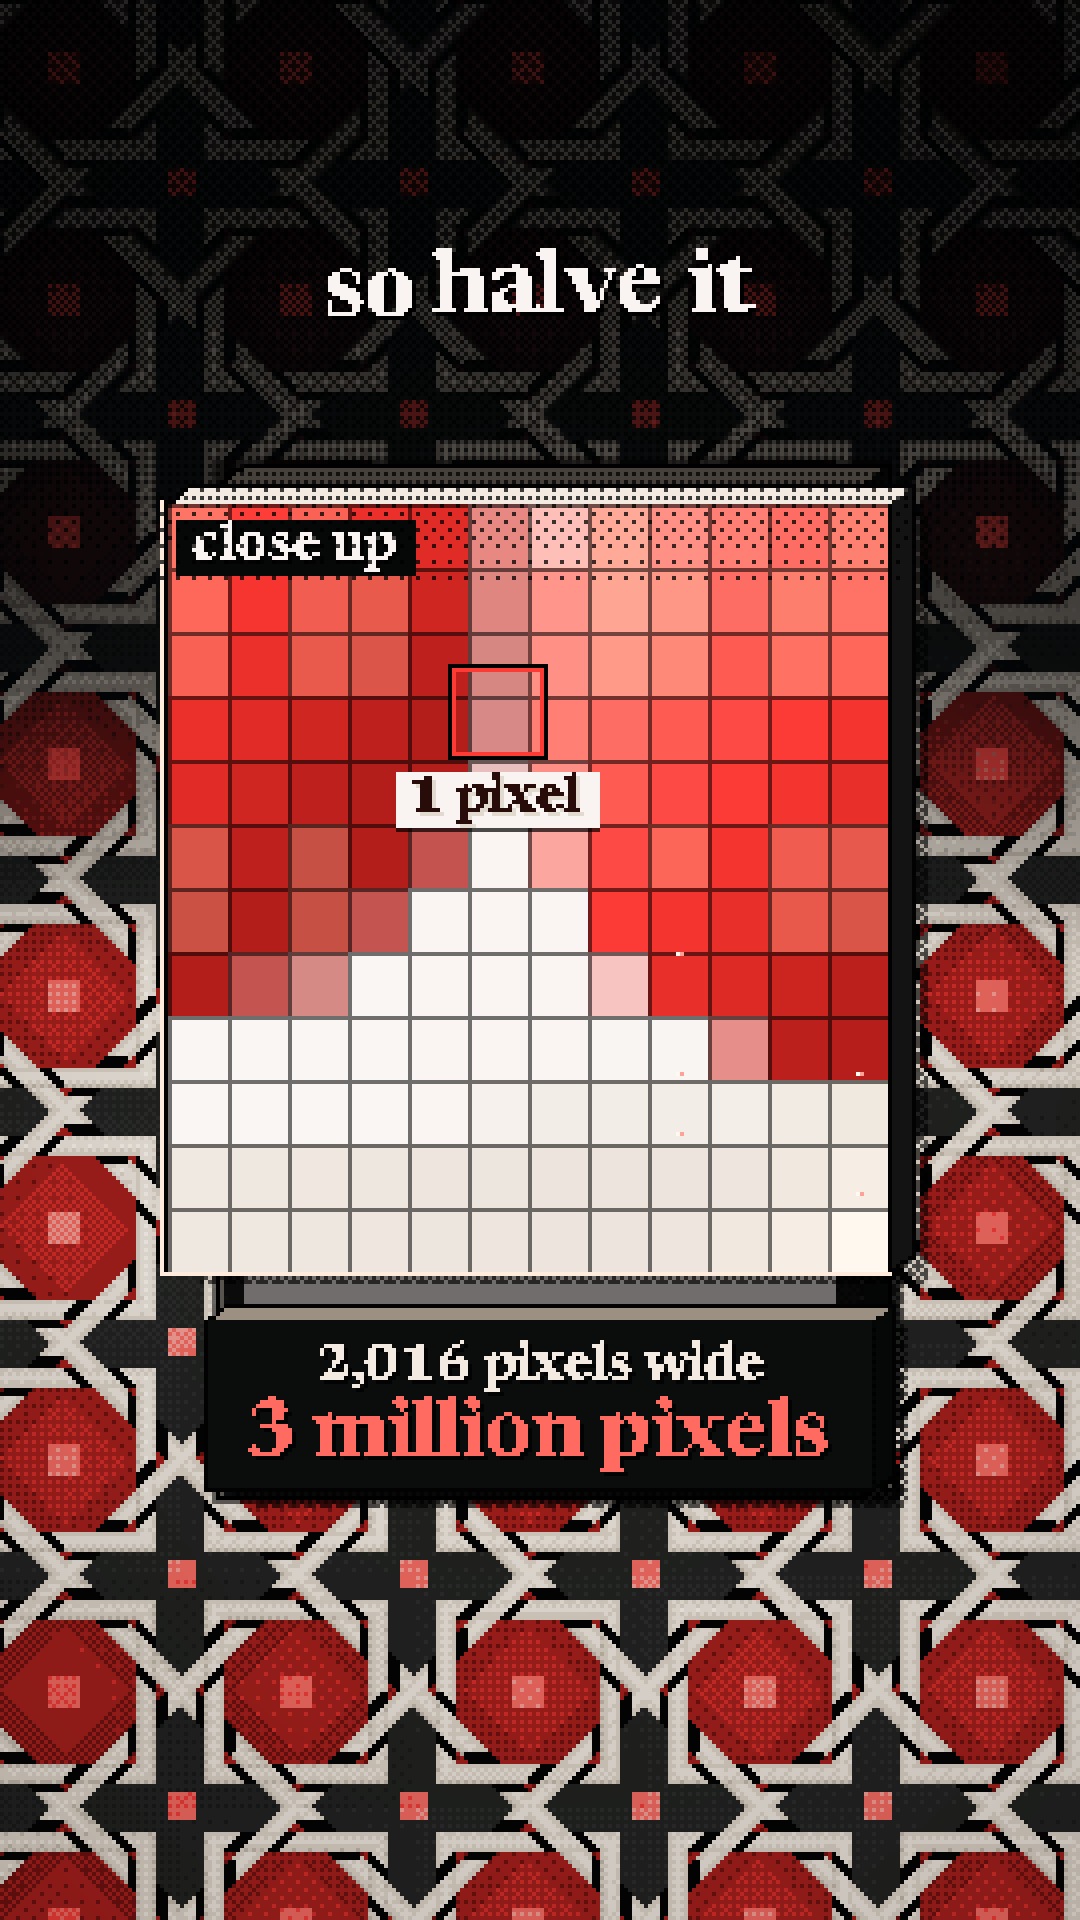 so halve it
close up
1 pixel
2,016 pixels wide
3 million pixels